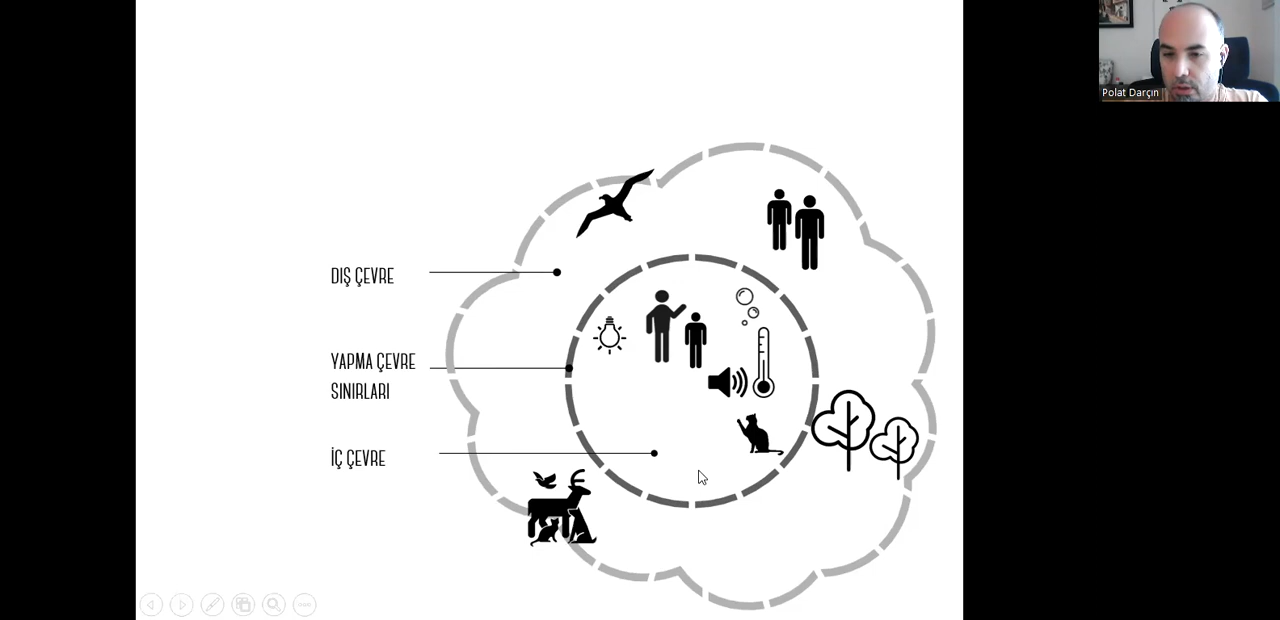 Polat Darçın
DIŞ ÇEVRE
YAPMA ÇEVRE
SINIRLARI
İÇ ÇEVRE